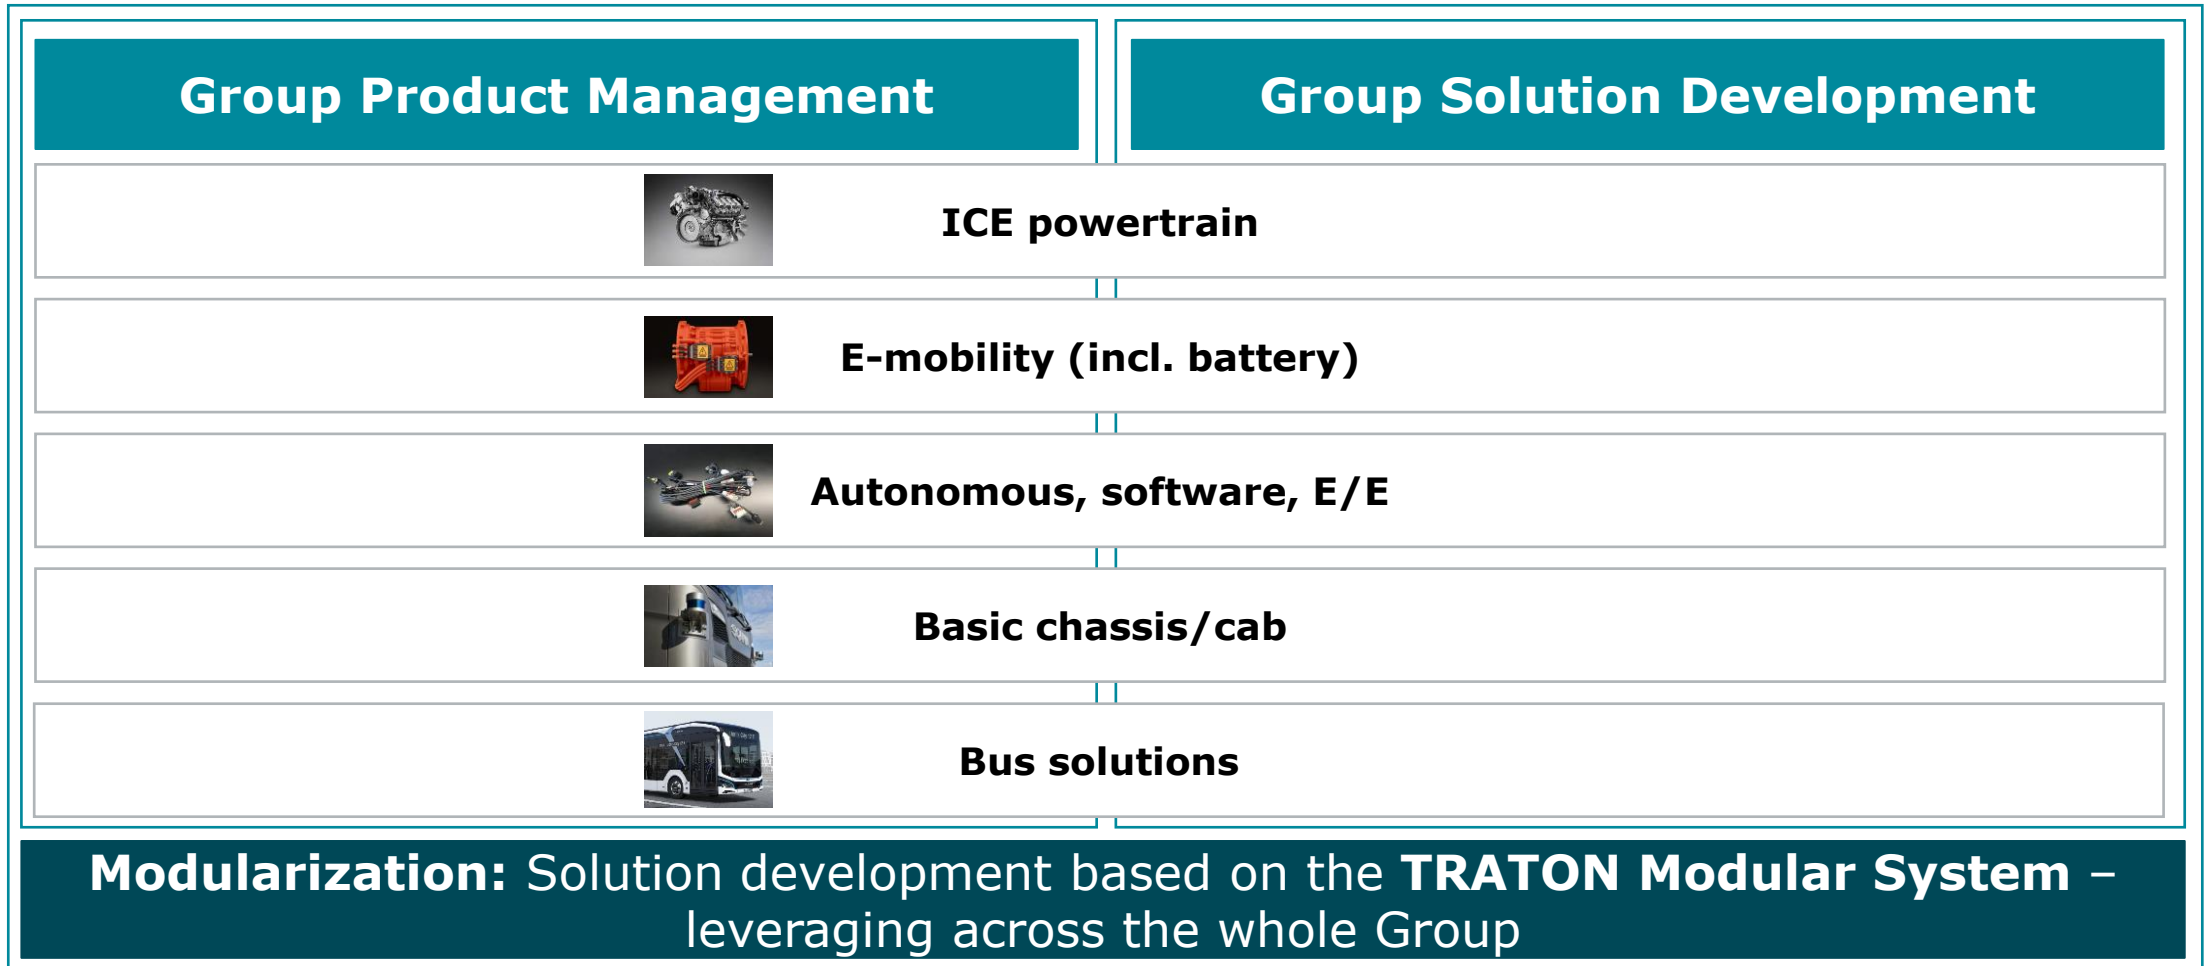 Group Product Management
Group Solution Development
ICE powertrain
E-mobility (incl. battery)
Autonomous, software, E/E
Basic chassis/cab
Bus solutions
Modularization: Solution development based on the TRATON Modular System –
leveraging across the whole Group